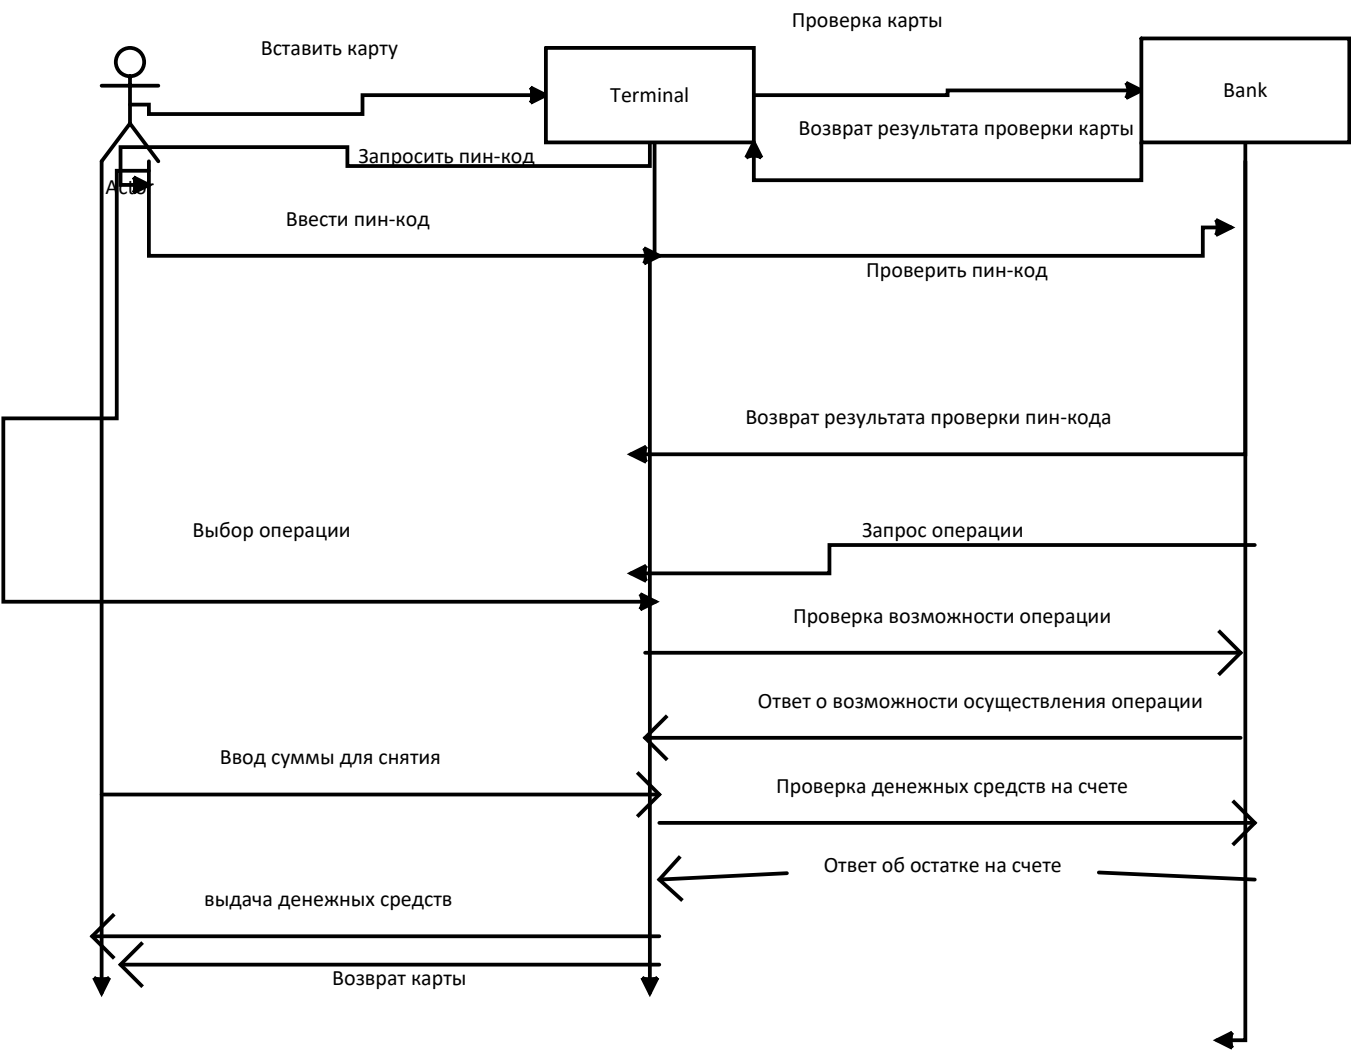 Проверка карты
Вставить карту
Terminal
Bank
Возврат результата проверки карты
Запросить пин-код
Actor
Ввести пин-код
Проверить пин-код
Возврат результата проверки пин-кода
Выбор операции
Запрос операции
Проверка возможности операции
Ответ о возможности осуществления операции
Ввод суммы для снятия
Проверка денежных средств на счете
Ответ об остатке на счете
выдача денежных средств
Возврат карты